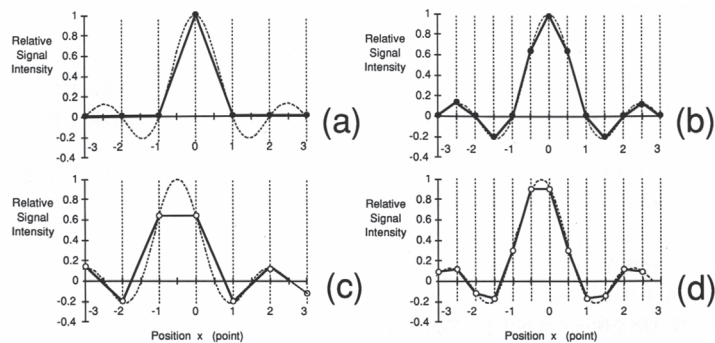 Relative
Signal
Intensity
1
0.8
0.6
0.4
0.2
0
-0.2
-0.4
-3 -2 -1 0 1 2 3
(a)
Relative
Signal
Intensity
1
0.8
0.6
0.4
0.2
0
-0.2
-0.4
-3 -2 -1 0 1 2 3
(b)
Relative
Signal
Intensity
1
0.8
0.6
0.4
0.2
0
-0.2
-0.4
-3 -2 -1 0 1 2 3
Position x (point)
(c)
Relative
Signal
Intensity
1
0.8
0.6
0.4
0.2
0
-0.2
-0.4
-3 -2 -1 0 1 2 3
Position x (point)
(d)